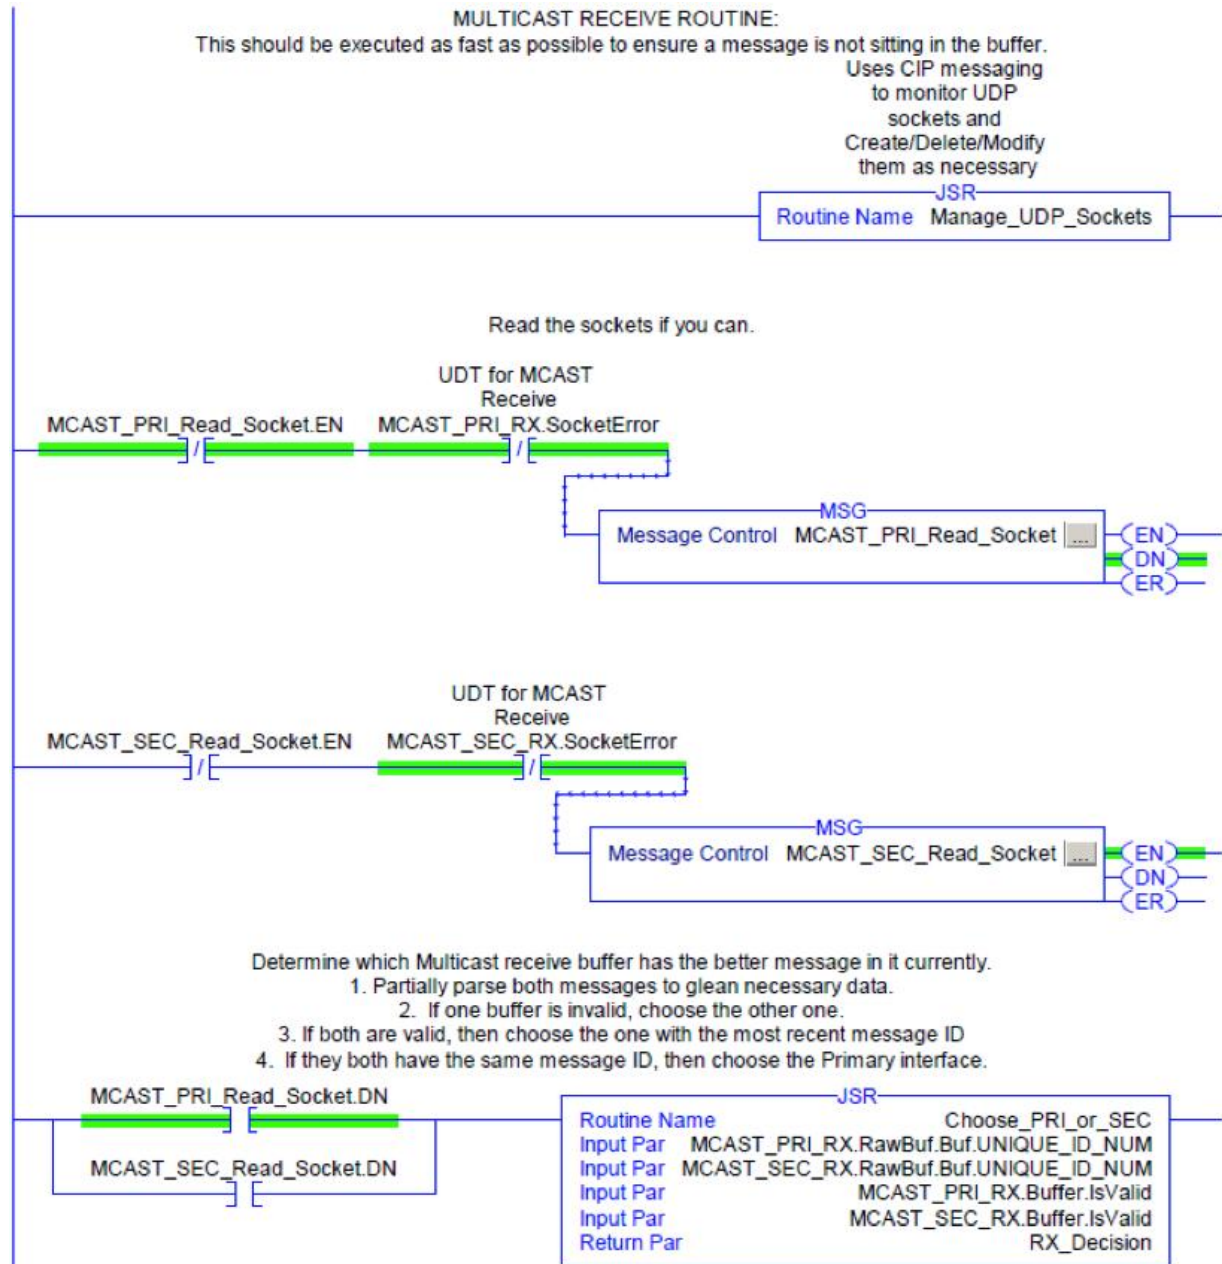 MULTICAST RECEIVE ROUTINE:
This should be executed as fast as possible to ensure a message is not sitting in the buffer.
Uses CIP messaging
to monitor UDP
sockets and
Create/Delete/Modify
them as necessary
JSR
Routine Name Manage_UDP_Sockets
Read the sockets if you can.
UDT for MCAST
Receive
MCAST_PRI_Read_Socket.EN MCAST_PRI_RX.SocketError
MSG
Message Control MCAST_PRI_Read_Socket ... EN
DN
ER
UDT for MCAST
Receive
MCAST_SEC_Read_Socket.EN MCAST_SEC_RX.SocketError
MSG
Message Control MCAST_SEC_Read_Socket ... EN
DN
ER
Determine which Multicast receive buffer has the better message in it currently.
1. Partially parse both messages to glean necessary data.
2. If one buffer is invalid, choose the other one.
3. If both are valid, then choose the one with the most recent message ID
4. If they both have the same message ID, then choose the Primary interface.
MCAST_PRI_Read_Socket.DN
MCAST_SEC_Read_Socket.DN
JSR
Routine Name Choose_PRI_or_SEC
Input Par MCAST_PRI_RX.RawBuf.Buf.UNIQUE_ID_NUM
Input Par MCAST_SEC_RX.RawBuf.Buf.UNIQUE_ID_NUM
Input Par MCAST_PRI_RX.Buffer.IsValid
Input Par MCAST_SEC_RX.Buffer.IsValid
Return Par RX_Decision